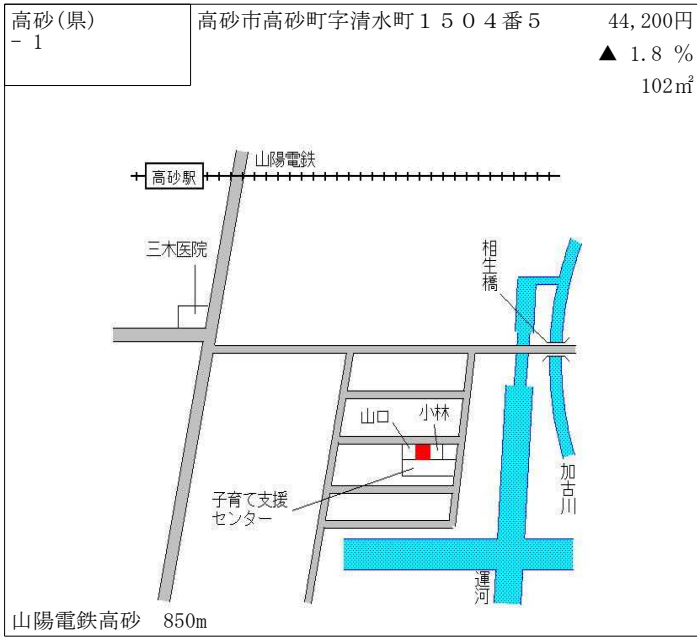 高砂(県)
- 1
高砂市高砂町字清水町１５０４番５
44,200円
▲ 1.8 %
102㎡
山陽電鉄
高砂駅
三木医院
相生橋
山口
小林
子育て支援
センター
加古川
運河
山陽電鉄高砂 850m